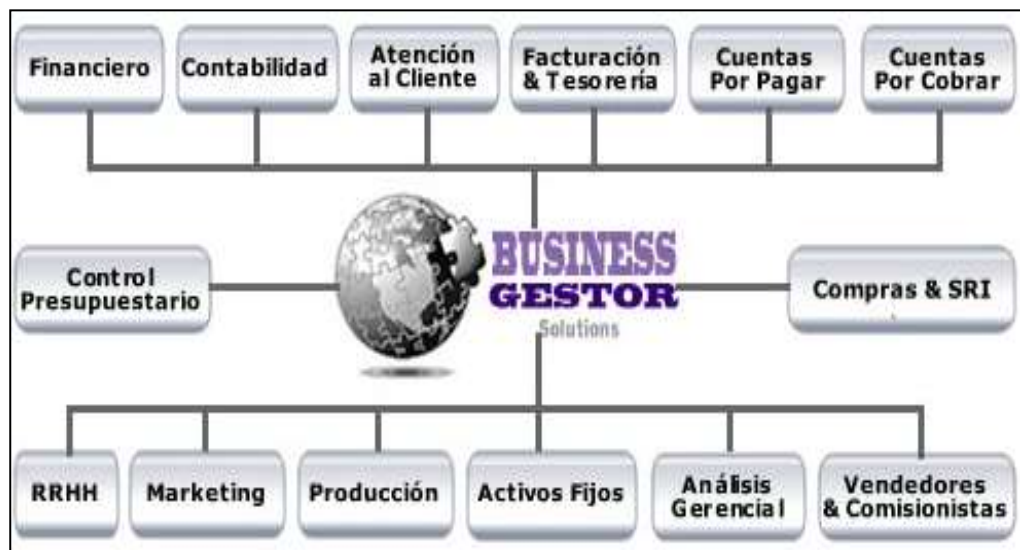 Financiero
Contabilidad
Atención
al Cliente
Facturación
& Tesorería
Cuentas
Por Pagar
Cuentas
Por Cobrar
Control
Presupuestario
BUSINESS
GESTOR
Solutions
Compras & SRI
RRHH
Marketing
Producción
Activos Fijos
Análisis
Gerencial
Vendedores
& Comisionistas